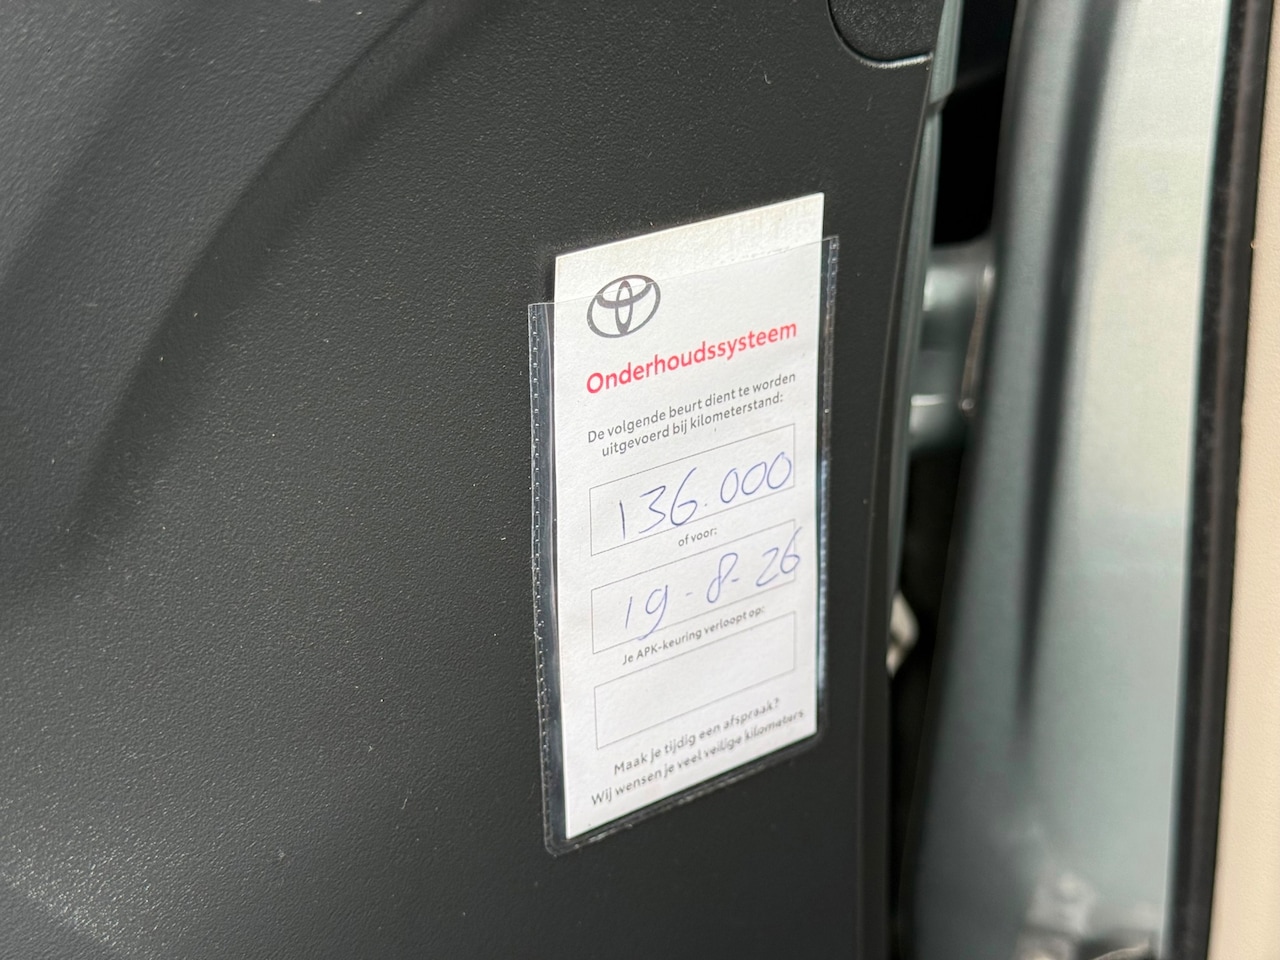 Onderhoudssysteem
De volgende beurt dient te worden
uitgevoerd bij kilometerstand:
136.000
of voor:
19-8-26
Je APK-keuring verloopt op:
Maak je tijdig een afspraak?
Wij wensen je veel veilige kilometers